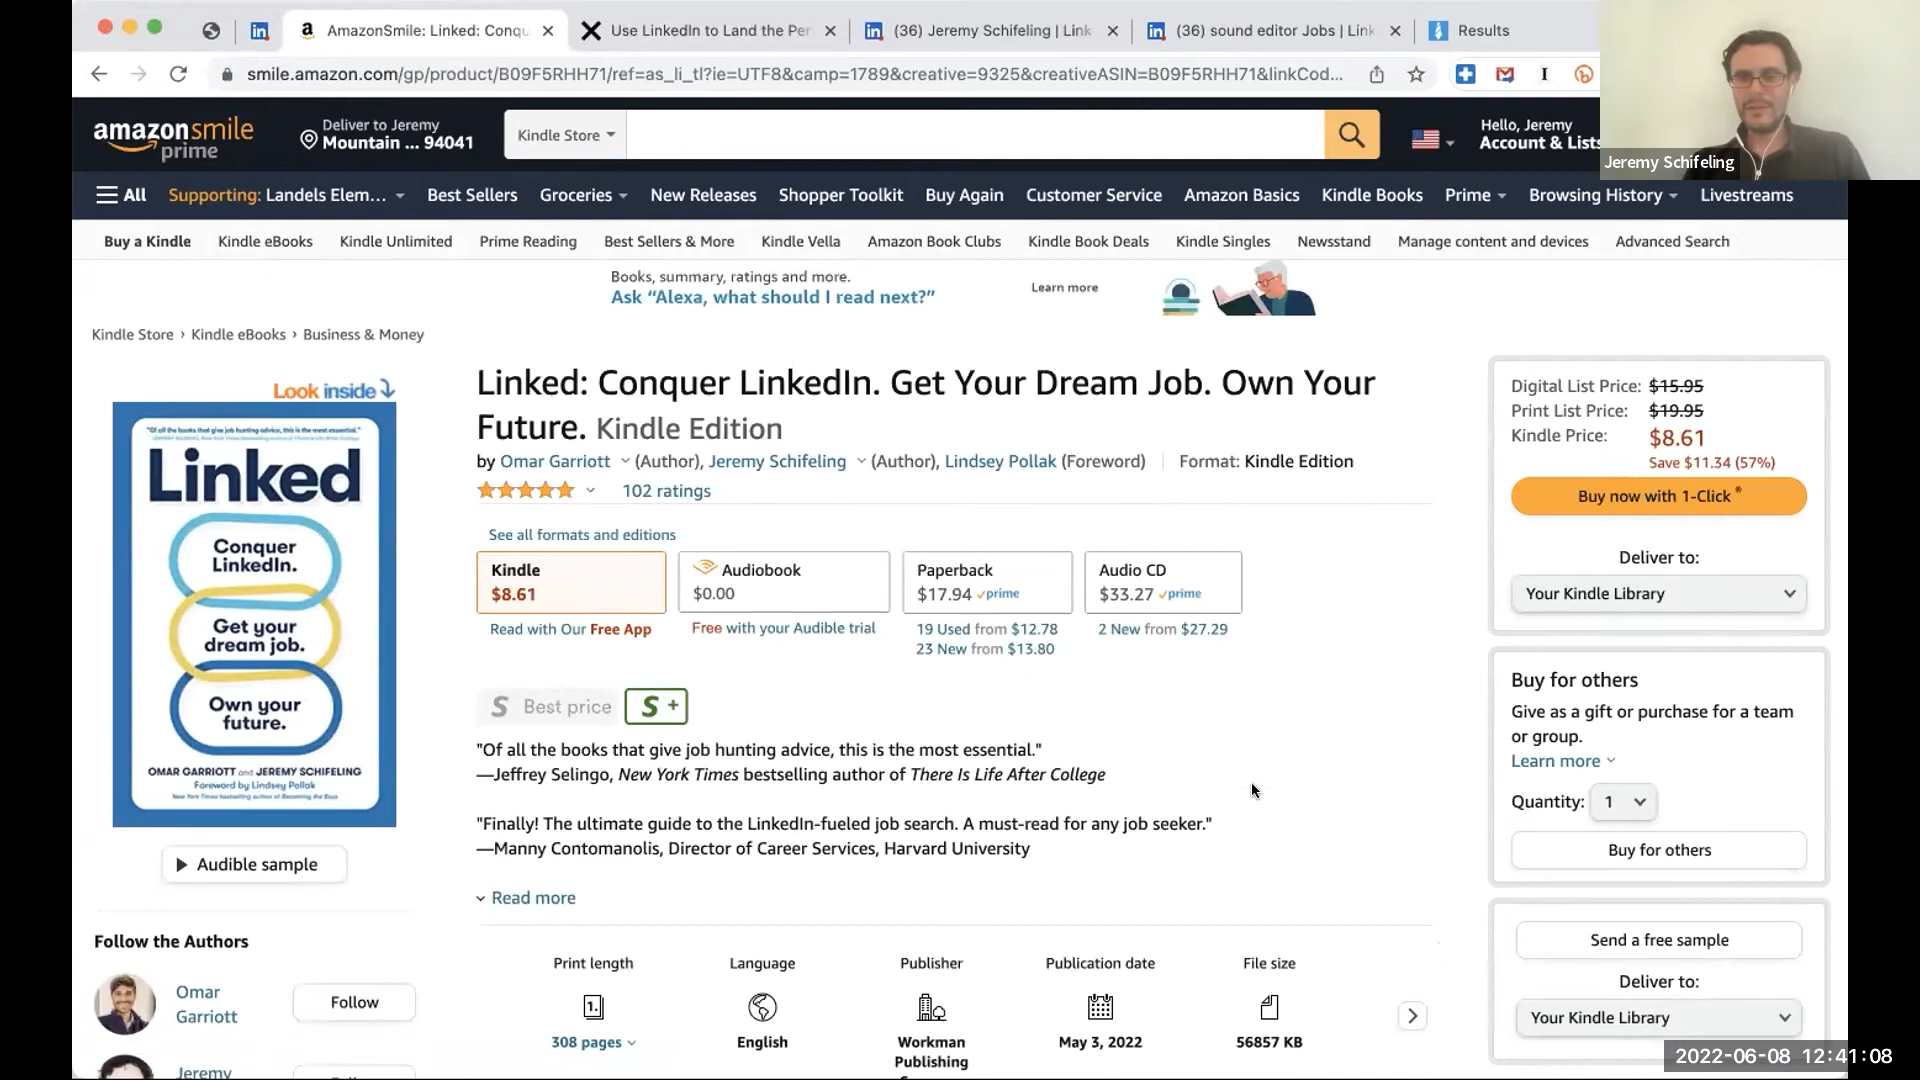 AmazonSmile: Linked: Conqu
Use LinkedIn to Land the Per
(36) Jeremy Schifeling | Link
(36) sound editor Jobs | Link
Results
smile.amazon.com/gp/product/B09F5RHH71/ref=as_li_tl?ie=UTF8&camp=1789&creative=9325&creativeASIN=B09F5RHH71&linkCod...
amazonsmile
prime
Deliver to Jeremy
Mountain ... 94041
Kindle Store
Hello, Jeremy
Account & Lists
Jeremy Schifeling
All
Supporting: Landels Elem...
Best Sellers
Groceries
New Releases
Shopper Toolkit
Buy Again
Customer Service
Amazon Basics
Kindle Books
Prime
Browsing History
Livestreams
Buy a Kindle
Kindle eBooks
Kindle Unlimited
Prime Reading
Best Sellers & More
Kindle Vella
Amazon Book Clubs
Kindle Book Deals
Kindle Singles
Newsstand
Manage content and devices
Advanced Search
Books, summary, ratings and more.
Ask “Alexa, what should I read next?”
Learn more
Kindle Store › Kindle eBooks › Business & Money
Look inside
Linked
Conquer
LinkedIn.
Get your
dream job.
Own your
future.
OMAR GARRIOTT and JEREMY SCHIFELING
Foreword by Lindsey Pollak
Audible sample
Follow the Authors
Omar
Garriott
Follow
Jeremy
Linked: Conquer LinkedIn. Get Your Dream Job. Own Your
Future. Kindle Edition
by Omar Garriott (Author), Jeremy Schifeling (Author), Lindsey Pollak (Foreword)
Format: Kindle Edition
102 ratings
See all formats and editions
Kindle
$8.61
Read with Our Free App
Audiobook
$0.00
Free with your Audible trial
Paperback
$17.94 prime
19 Used from $12.78
23 New from $13.80
Audio CD
$33.27 prime
2 New from $27.29
S Best price
S +
"Of all the books that give job hunting advice, this is the most essential."
—Jeffrey Selingo, New York Times bestselling author of There Is Life After College
"Finally! The ultimate guide to the LinkedIn-fueled job search. A must-read for any job seeker."
—Manny Contomanolis, Director of Career Services, Harvard University
Read more
Print length
308 pages
Language
English
Publisher
Workman
Publishing
Publication date
May 3, 2022
File size
56857 KB
Digital List Price: $15.95
Print List Price: $19.95
Kindle Price: $8.61
Save $11.34 (57%)
Buy now with 1-Click ®
Deliver to:
Your Kindle Library
Buy for others
Give as a gift or purchase for a team
or group.
Learn more
Quantity: 1
Buy for others
Send a free sample
Deliver to:
Your Kindle Library
2022-06-08 12:41:08